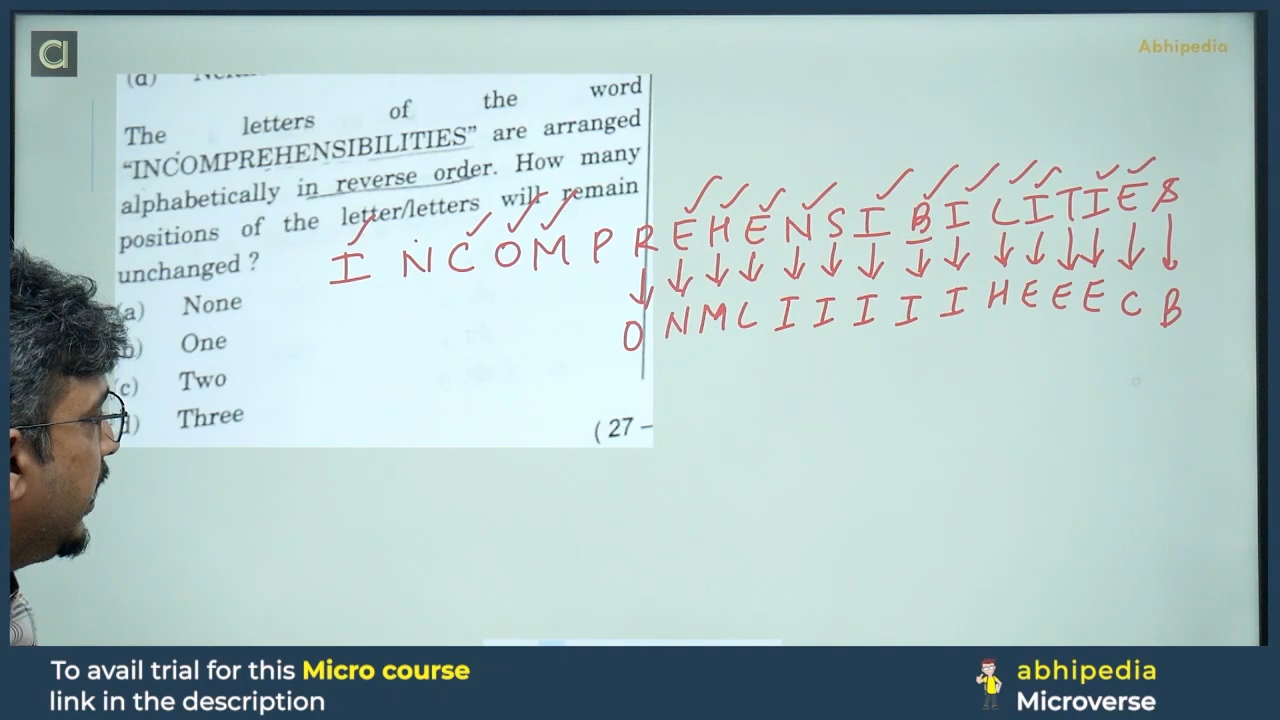 Abhipedia
(d)
The letters of the word
"INCOMPREHENSIBILITIES" are arranged
alphabetically in reverse order. How many
positions of the letter/letters will remain
unchanged ?
(a) None
(b) One
(c) Two
(d) Three
(27 –
I N C O M P R E H E N S I B I L I T I E S
O N M L I I I I I H E E E C B
To avail trial for this Micro course
link in the description
abhipedia
Microverse